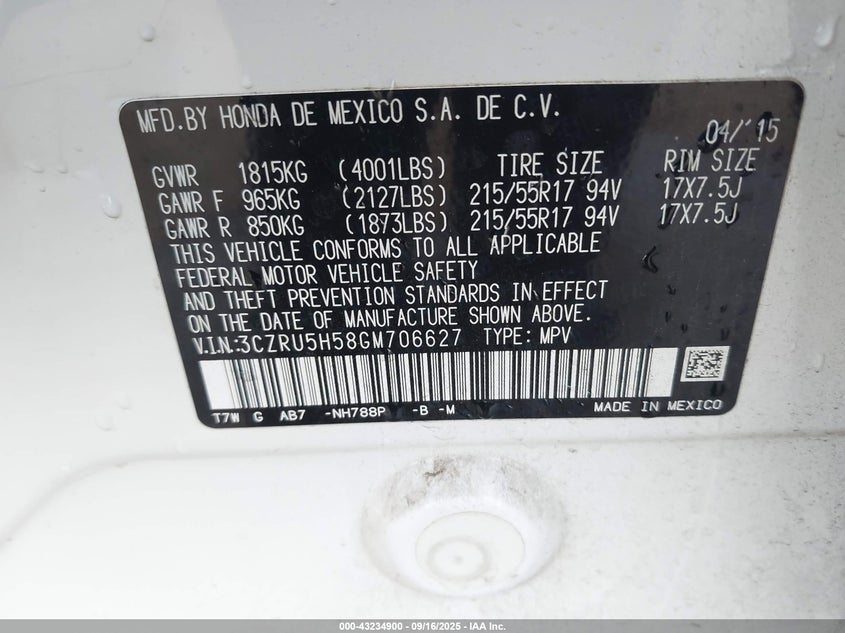 MFD.BY HONDA DE MEXICO S.A. DE C.V.
04/'15
GVWR 1815KG (4001LBS) TIRE SIZE RIM SIZE
GAWR F 965KG (2127LBS) 215/55R17 94V 17X7.5J
GAWR R 850KG (1873LBS) 215/55R17 94V 17X7.5J
THIS VEHICLE CONFORMS TO ALL APPLICABLE
FEDERAL MOTOR VEHICLE SAFETY
AND THEFT PREVENTION STANDARDS IN EFFECT
ON THE DATE OF MANUFACTURE SHOWN ABOVE.
V.I.N.:3CZRU5H58GM706627 TYPE: MPV
T7W G AB7 -NH788P -B -M MADE IN MEXICO
000-43234900 - 09/16/2025 - IAA Inc.